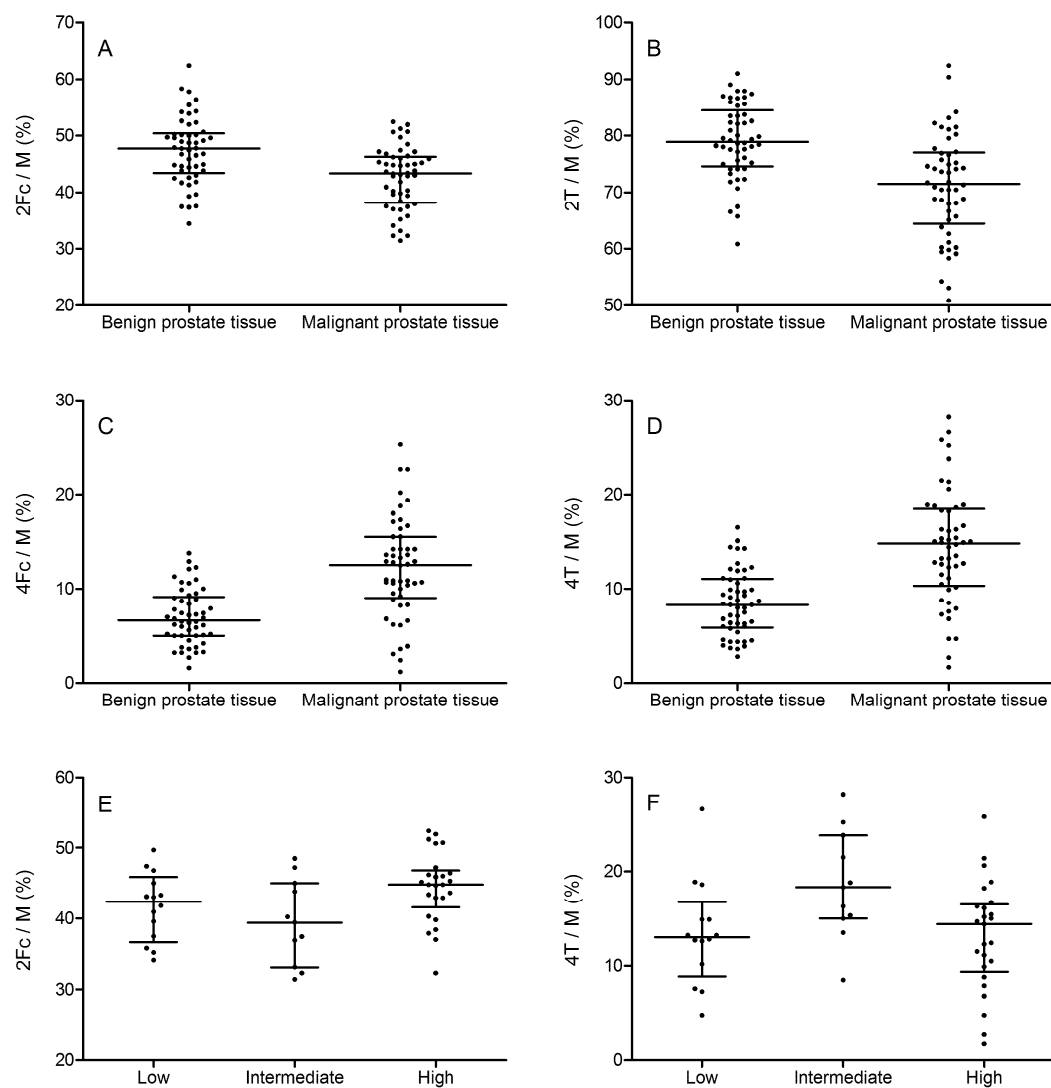 A
2Fc / M (%)
70
60
50
40
30
20
Benign prostate tissue
Malignant prostate tissue
B
2T / M (%)
100
90
80
70
60
50
Benign prostate tissue
Malignant prostate tissue
C
4Fc / M (%)
30
20
10
0
Benign prostate tissue
Malignant prostate tissue
D
4T / M (%)
30
20
10
0
Benign prostate tissue
Malignant prostate tissue
E
2Fc / M (%)
60
50
40
30
20
Low
Intermediate
High
F
4T / M (%)
30
20
10
0
Low
Intermediate
High